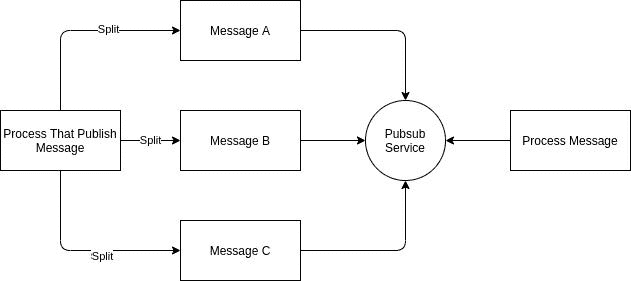 Split
Message A
Process That Publish
Message
Split
Message B
Pubsub
Service
Process Message
Split
Message C